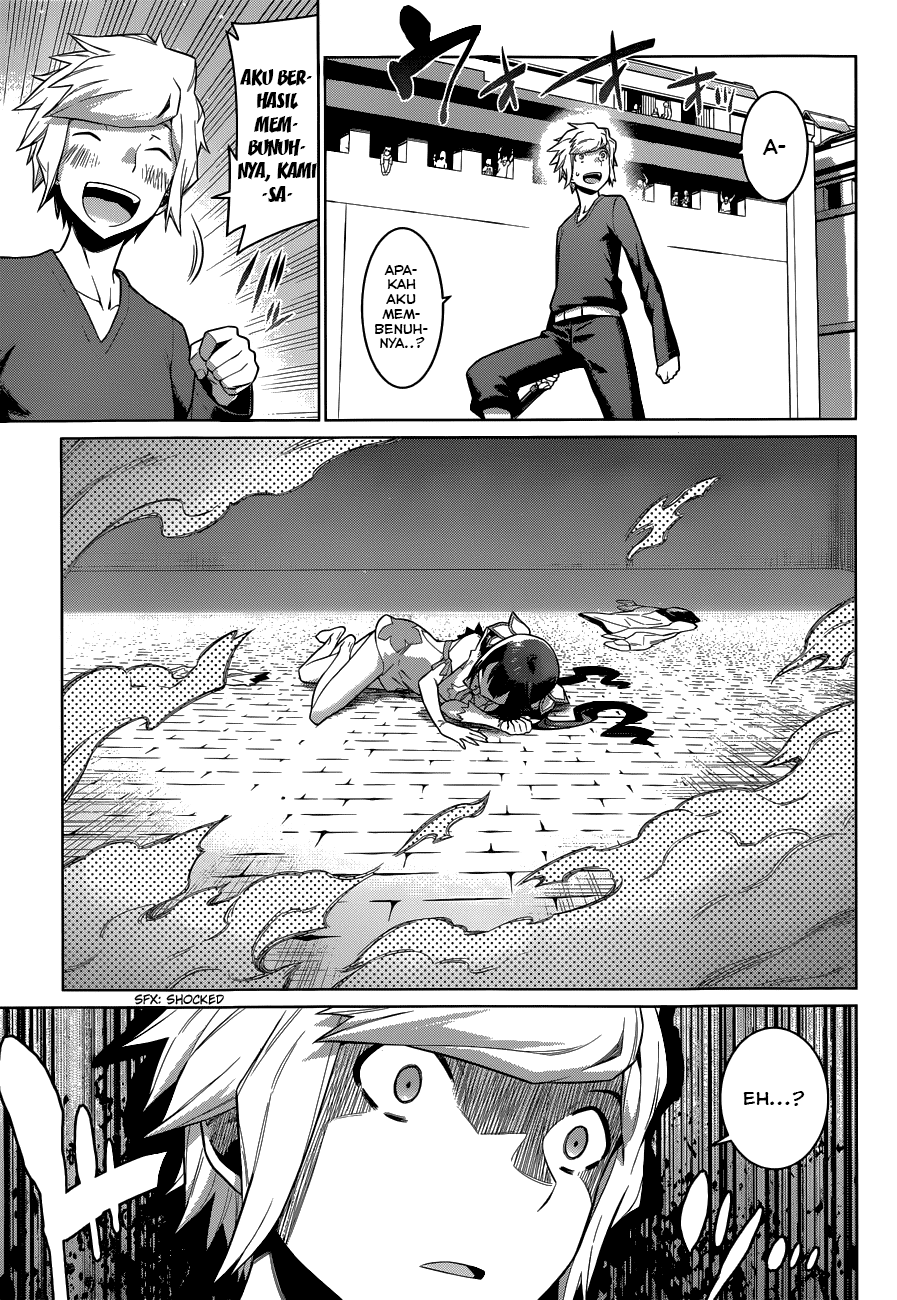 A-
APA-
KAH
AKU
MEM-
BENUH-
NYA..?
AKU BER-
HASIL
MEM-
BUNUH-
NYA, KAMI
-SA-
SFX: SHOCKED
EH...?